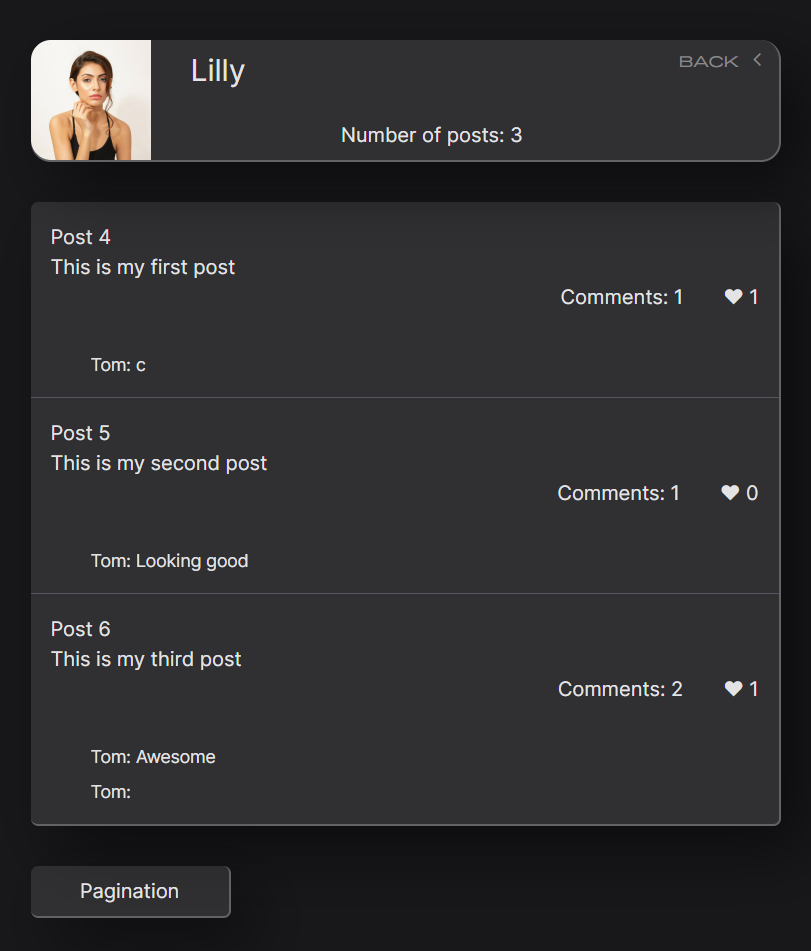 Lilly
BACK <
Number of posts: 3
Post 4
This is my first post
Comments: 1 ♥ 1
Tom: c
Post 5
This is my second post
Comments: 1 ♥ 0
Tom: Looking good
Post 6
This is my third post
Comments: 2 ♥ 1
Tom: Awesome
Tom:
Pagination